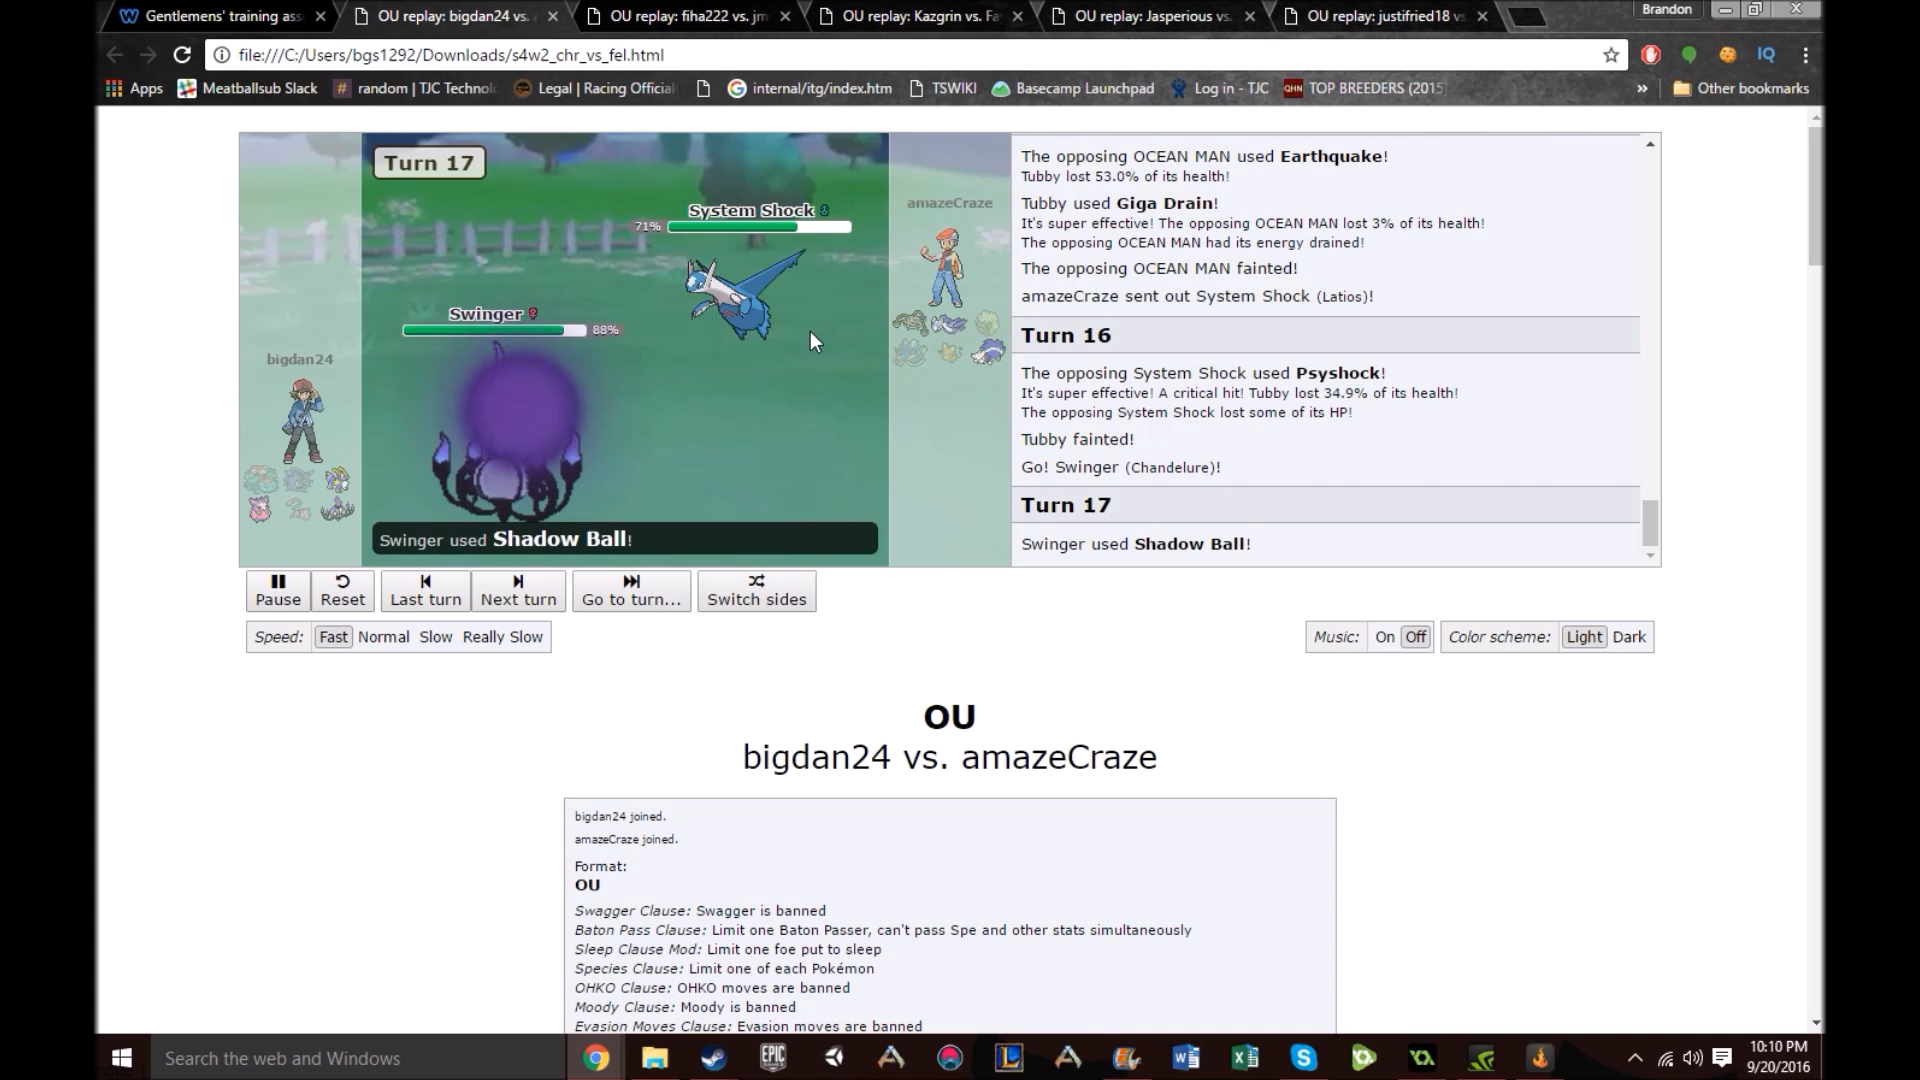 Gentlemens' training ass
OU replay: bigdan24 vs.
OU replay: fiha222 vs. jm
OU replay: Kazgrin vs. Fa
OU replay: Jasperious vs.
OU replay: justifried18 vs
Brandon
file:///C:/Users/bgs1292/Downloads/s4w2_chr_vs_fel.html
IQ
Apps
Meatballsub Slack
# random | TJC Technol
Legal | Racing Official
internal/itg/index.htm
TSWIKI
Basecamp Launchpad
Log in - TJC
QHN TOP BREEDERS (2015
»
Other bookmarks
Turn 17
System Shock
71%
Swinger
88%
bigdan24
amazeCraze
Swinger used Shadow Ball!
The opposing OCEAN MAN used Earthquake!
Tubby lost 53.0% of its health!
Tubby used Giga Drain!
It's super effective! The opposing OCEAN MAN lost 3% of its health!
The opposing OCEAN MAN had its energy drained!
The opposing OCEAN MAN fainted!
amazeCraze sent out System Shock (Latios)!
Turn 16
The opposing System Shock used Psyshock!
It's super effective! A critical hit! Tubby lost 34.9% of its health!
The opposing System Shock lost some of its HP!
Tubby fainted!
Go! Swinger (Chandelure)!
Turn 17
Swinger used Shadow Ball!
Pause
Reset
Last turn
Next turn
Go to turn...
Switch sides
Speed: Fast Normal Slow Really Slow
Music: On Off
Color scheme: Light Dark
OU
bigdan24 vs. amazeCraze
bigdan24 joined.
amazeCraze joined.
Format:
OU
Swagger Clause: Swagger is banned
Baton Pass Clause: Limit one Baton Passer, can't pass Spe and other stats simultaneously
Sleep Clause Mod: Limit one foe put to sleep
Species Clause: Limit one of each Pokémon
OHKO Clause: OHKO moves are banned
Moody Clause: Moody is banned
Evasion Moves Clause: Evasion moves are banned
Search the web and Windows
EPIC GAMES
10:10 PM
9/20/2016